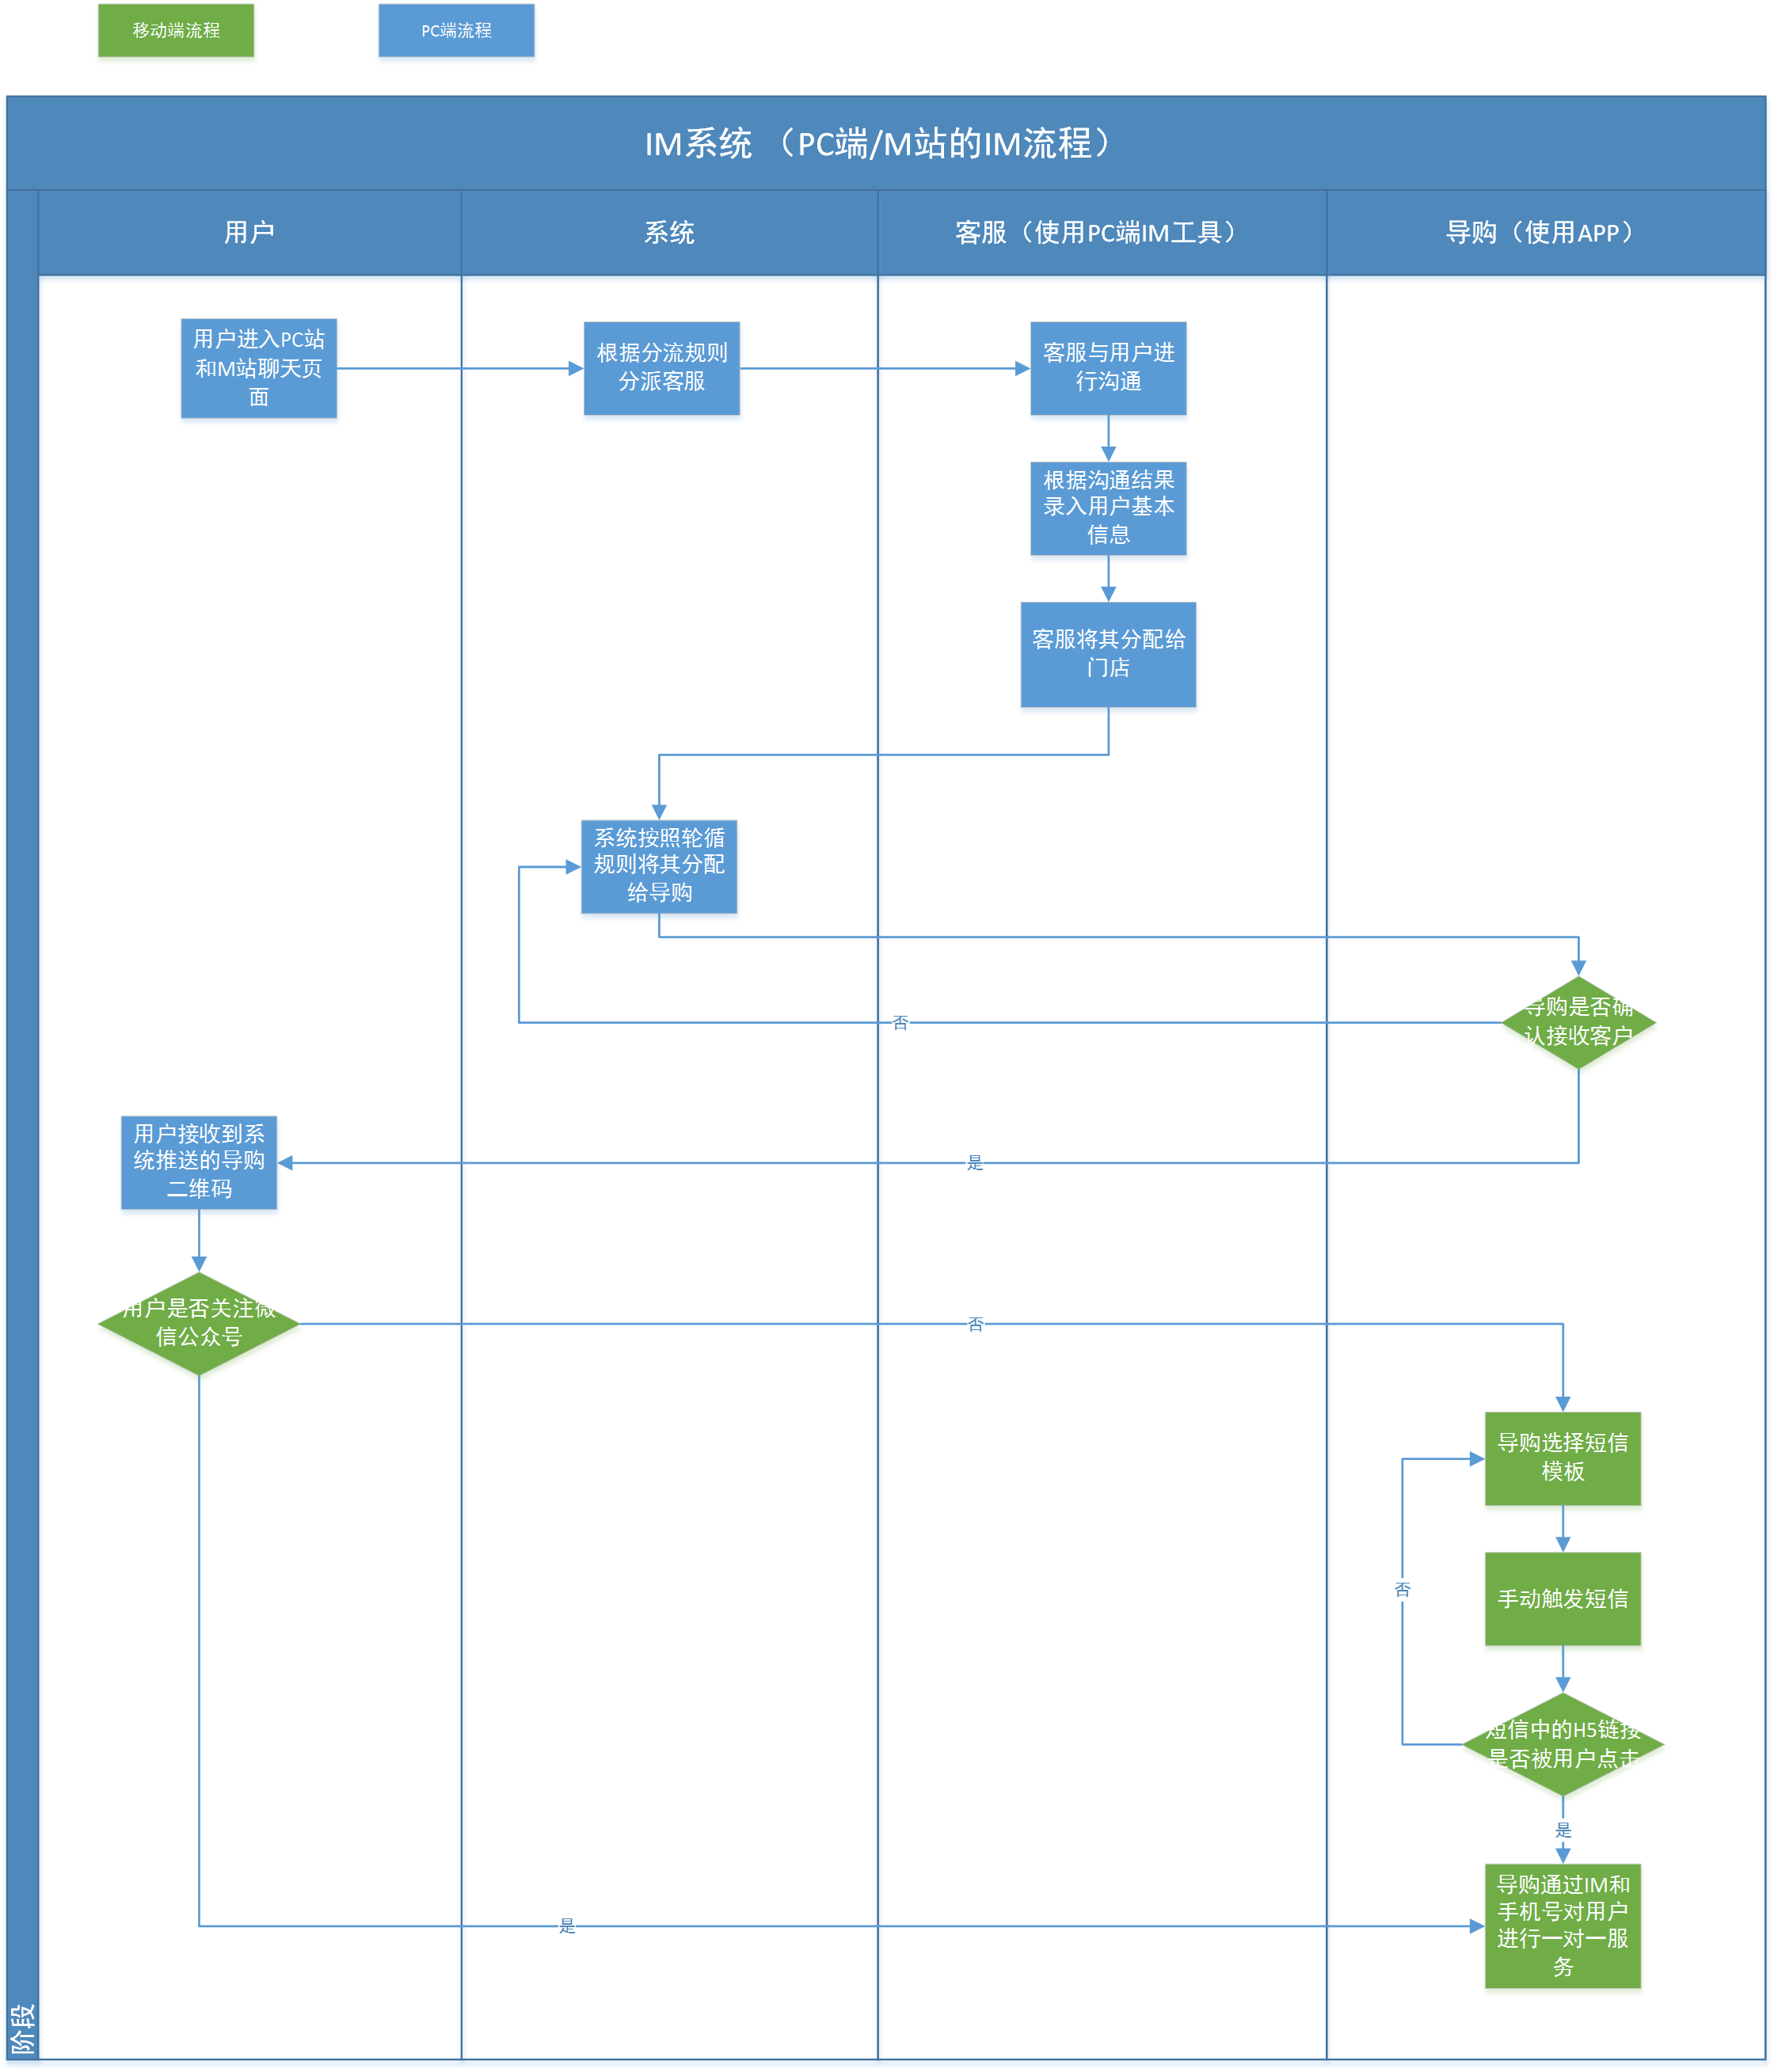 移动端流程
PC端流程
IM系统 （PC端/M站的IM流程）
用户
系统
客服（使用PC端IM工具）
导购（使用APP）
用户进入PC站
和M站聊天页
面
根据分流规则
分派客服
客服与用户进
行沟通
根据沟通结果
录入用户基本
信息
客服将其分配给
门店
系统按照轮循
规则将其分配
给导购
导购是否确
认接收客户
否
用户接收到系
统推送的导购
二维码
是
用户是否关注微
信公众号
否
导购选择短信
模板
否
手动触发短信
短信中的H5链接
是否被用户点击
是
导购通过IM和
手机号对用户
进行一对一服
务
是
阶段